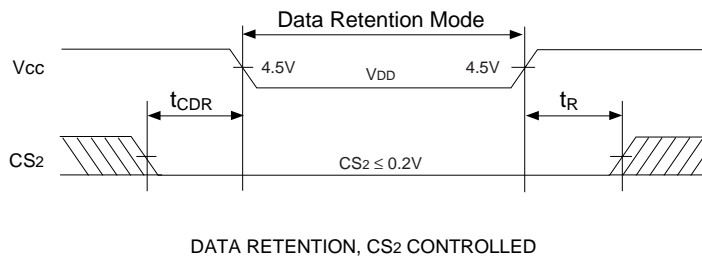 Data Retention Mode
Vcc 4.5V VDD 4.5V
tCDR tR
CS2 CS2 ≤ 0.2V
DATA RETENTION, CS2 CONTROLLED